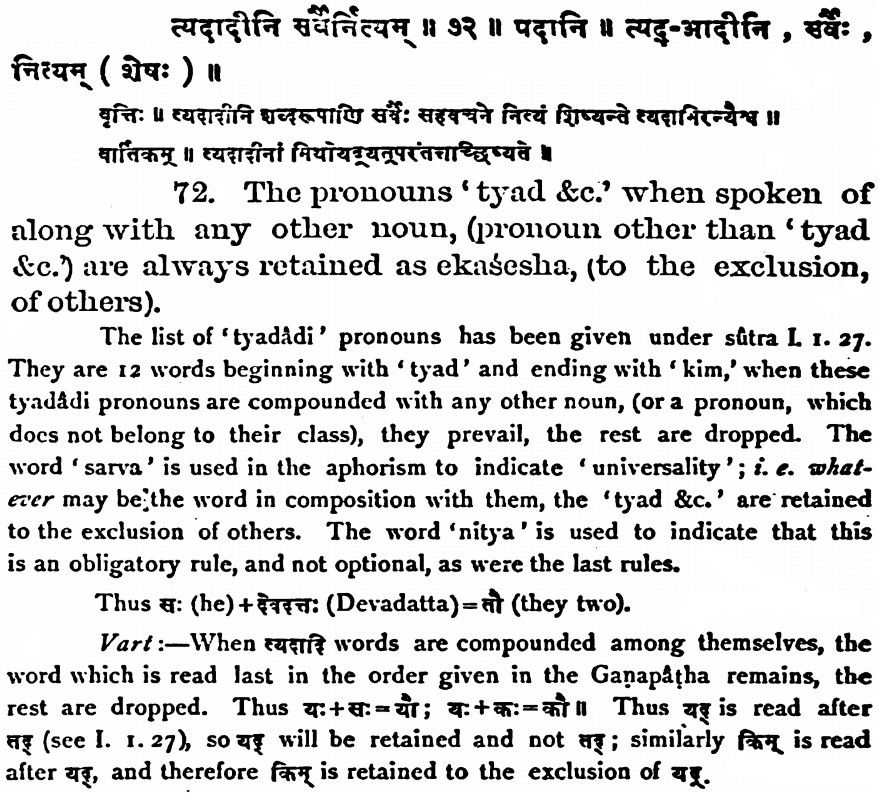 त्यदादीनि सर्वैर्नित्यम् ॥ ७२ ॥ पदानि ॥ त्यद्-आदीनि , सर्वैः ,
नित्यम् ( शेषः ) ॥
वृत्तिः ॥ त्यदादीनि शब्दरूपाणि सर्वैः सहवचने नित्यं शिष्यन्ते त्यदादिभिरन्यैश्च ॥
वार्तिकम् ॥ त्यदादीनां मिथोयद्यत्परंतत्तच्छिष्यते ॥
72. The pronouns ‘tyad &c.’ when spoken of
along with any other noun, (pronoun other than ‘tyad
&c.’) are always retained as ekaśesha, (to the exclusion,
of others).
The list of ‘tyadâdi’ pronouns has been given under sûtra I. 1. 27.
They are 12 words beginning with ‘tyad’ and ending with ‘kim,’ when these
tyadâdi pronouns are compounded with any other noun, (or a pronoun, which
does not belong to their class), they prevail, the rest are dropped. The
word ‘sarva’ is used in the aphorism to indicate ‘universality’; i. e. what-
ever may be the word in composition with them, the ‘tyad &c.’ are retained
to the exclusion of others. The word ‘nitya’ is used to indicate that this
is an obligatory rule, and not optional, as were the last rules.
Thus सः (he)+देवदत्तः (Devadatta)=तौ (they two).
Vart:—When त्यदादि words are compounded among themselves, the
word which is read last in the order given in the Gaṇapâṭha remains, the
rest are dropped. Thus यः+सः=यौ; यः+कः=कौ॥ Thus यद् is read after
तद् (see I. 1. 27), so यद् will be retained and not तद्; similarly किम् is read
after यद्, and therefore किम् is retained to the exclusion of यद्.